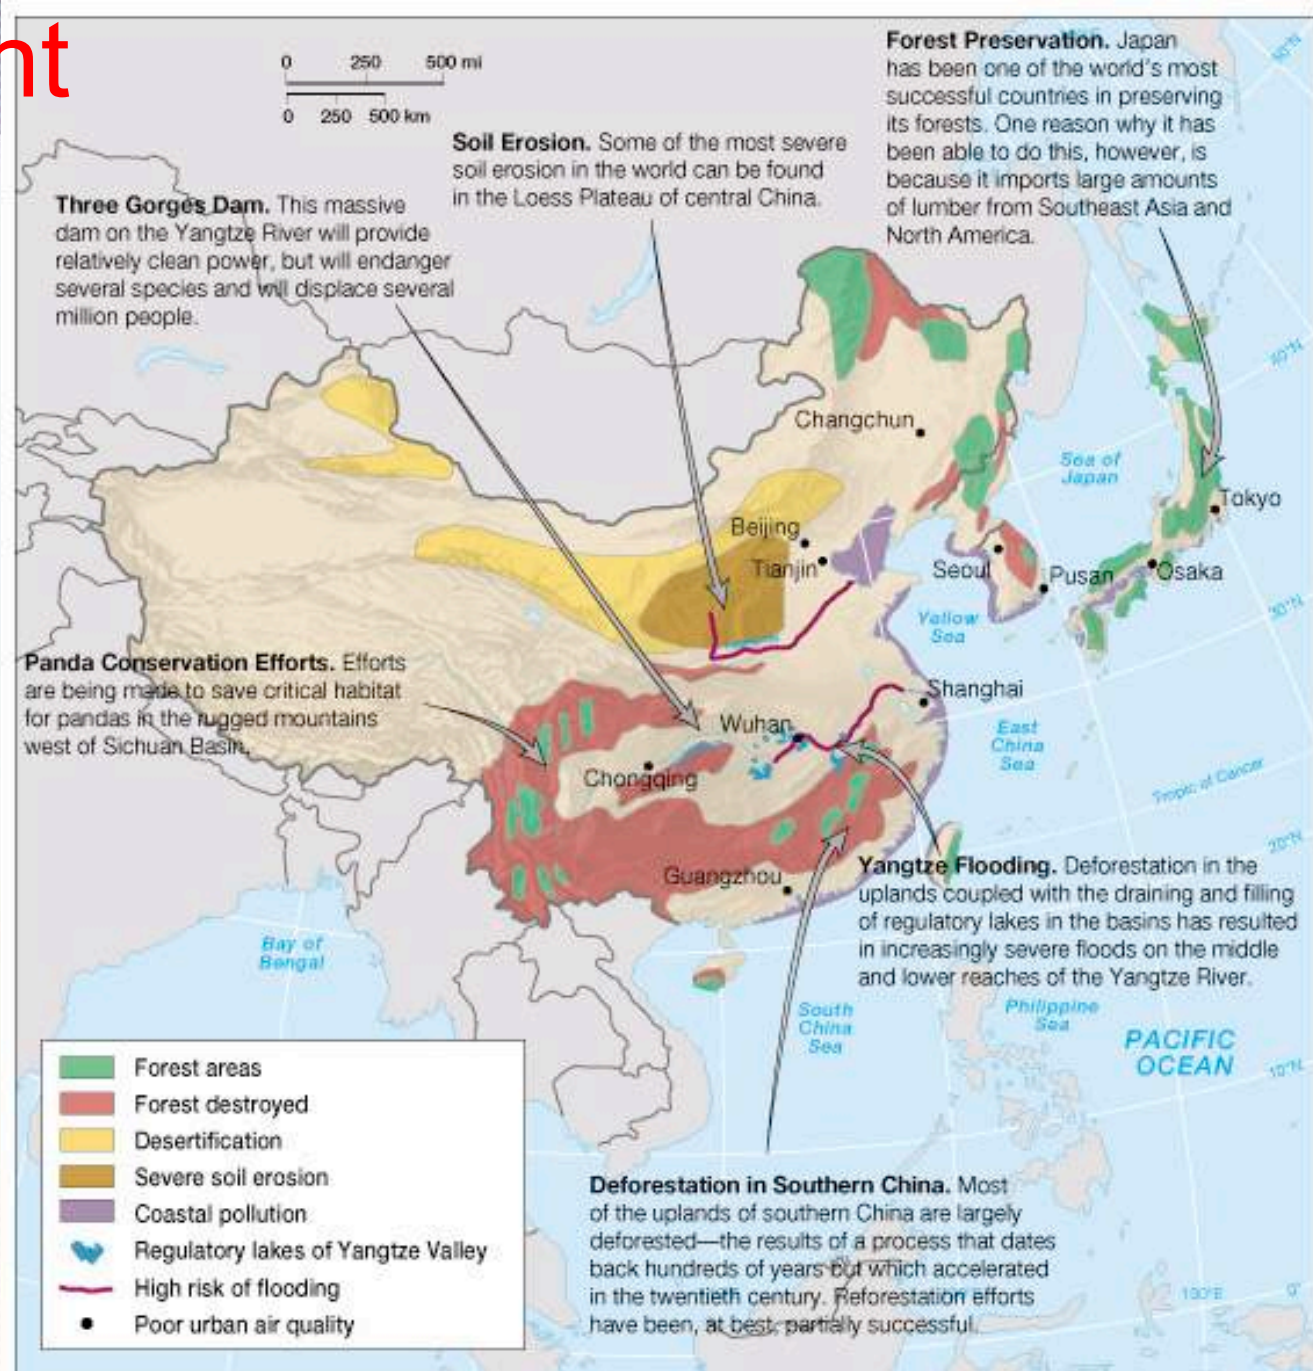 nt
0 250 500 mi
0 250 500 km
Forest Preservation. Japan
has been one of the world's most
successful countries in preserving
its forests. One reason why it has
been able to do this, however, is
because it imports large amounts
of lumber from Southeast Asia and
North America.
Soil Erosion. Some of the most severe
soil erosion in the world can be found
in the Loess Plateau of central China.
Three Gorges Dam. This massive
dam on the Yangtze River will provide
relatively clean power, but will endanger
several species and will displace several
million people.
40°N
Changchun
Sea of
Japan
Tokyo
Beijing
Tianjin
Seoul
Pusan
Osaka
30°N
Yellow
Sea
Panda Conservation Efforts. Efforts
are being made to save critical habitat
for pandas in the rugged mountains
west of Sichuan Basin.
Shanghai
Wuhan
East
China
Sea
Chongqing
Tropic of Cancer
20°N
Guangzhou
Yangtze Flooding. Deforestation in the
uplands coupled with the draining and filling
of regulatory lakes in the basins has resulted
in increasingly severe floods on the middle
and lower reaches of the Yangtze River.
Bay of
Bengal
South
China
Sea
Philippine
Sea
PACIFIC
OCEAN
10°N
Forest areas
Forest destroyed
Desertification
Severe soil erosion
Coastal pollution
Regulatory lakes of Yangtze Valley
High risk of flooding
Poor urban air quality
Deforestation in Southern China. Most
of the uplands of southern China are largely
deforested—the results of a process that dates
back hundreds of years but which accelerated
in the twentieth century. Reforestation efforts
have been, at best, partially successful.
0°